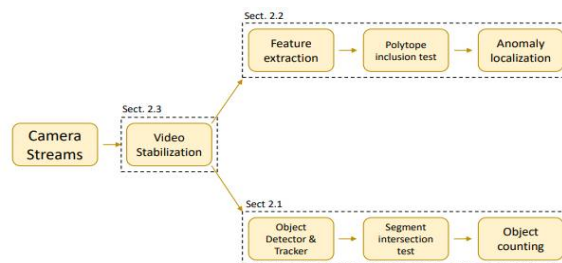 Sect. 2.2
Feature
extraction
Polytope
inclusion test
Anomaly
localization
Sect. 2.3
Camera
Streams
Video
Stabilization
Sect 2.1
Object
Detector &
Tracker
Segment
intersection
test
Object
counting